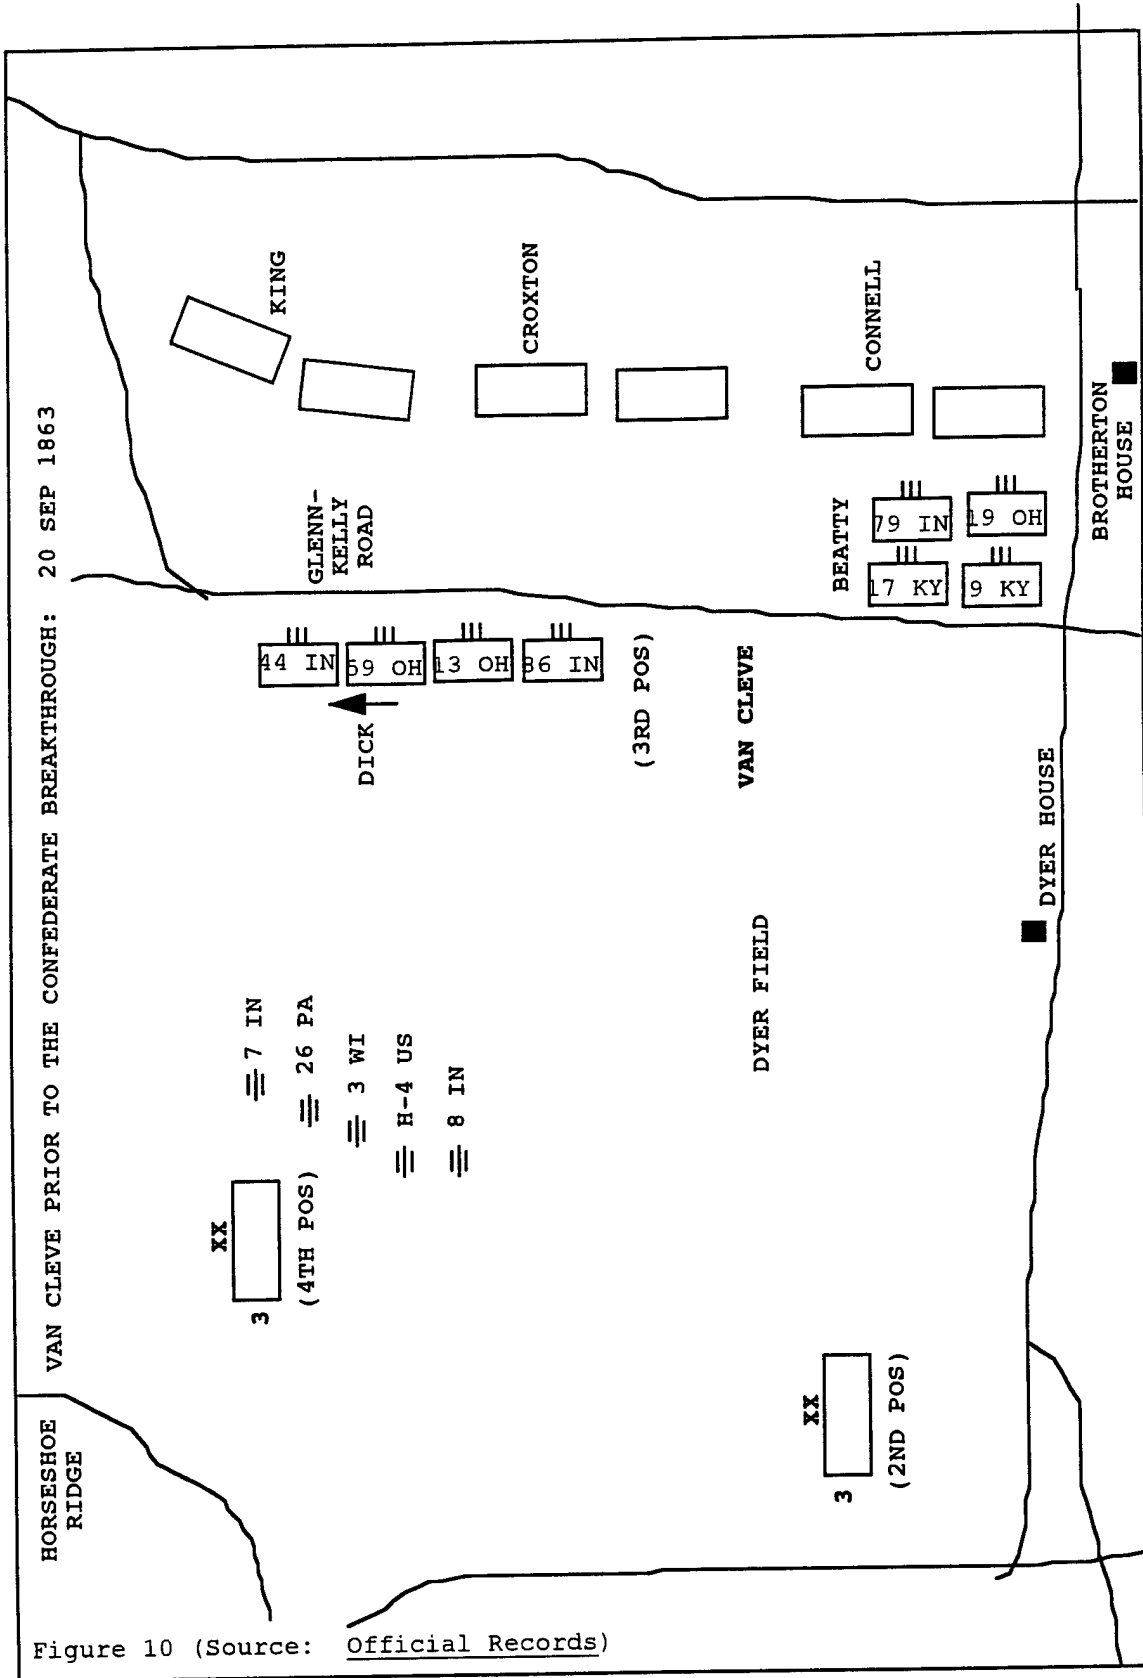 VAN CLEVE PRIOR TO THE CONFEDERATE BREAKTHROUGH: 20 SEP 1863
HORSESHOE
RIDGE
XX
3
(4TH POS)
7 IN
26 PA
3 WI
H-4 US
8 IN
44 IN
59 OH
13 OH
86 IN
DICK
(3RD POS)
GLENN-
KELLY
ROAD
KING
CROXTON
CONNELL
BEATTY
79 IN
19 OH
17 KY
9 KY
VAN CLEVE
DYER FIELD
XX
3
(2ND POS)
DYER HOUSE
BROTHERTON
HOUSE
Figure 10 (Source: Official Records)